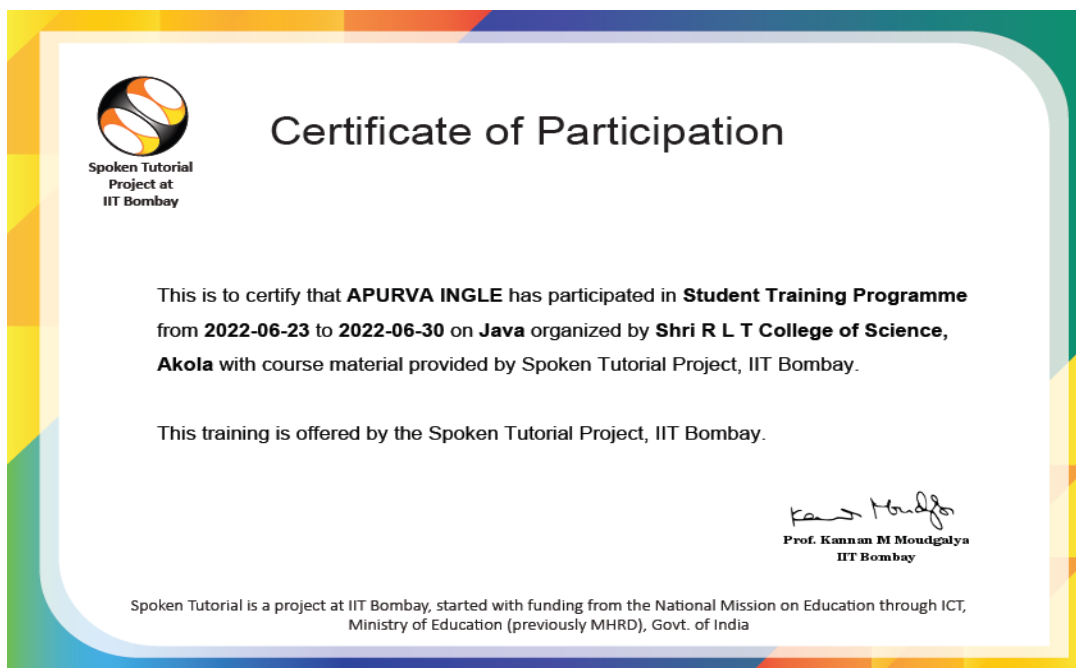 Spoken Tutorial
Project at
IIT Bombay
Certificate of Participation
This is to certify that APURVA INGLE has participated in Student Training Programme
from 2022-06-23 to 2022-06-30 on Java organized by Shri R L T College of Science,
Akola with course material provided by Spoken Tutorial Project, IIT Bombay.
This training is offered by the Spoken Tutorial Project, IIT Bombay.
Prof. Kannan M Moudgalya
IIT Bombay
Spoken Tutorial is a project at IIT Bombay, started with funding from the National Mission on Education through ICT,
Ministry of Education (previously MHRD), Govt. of India